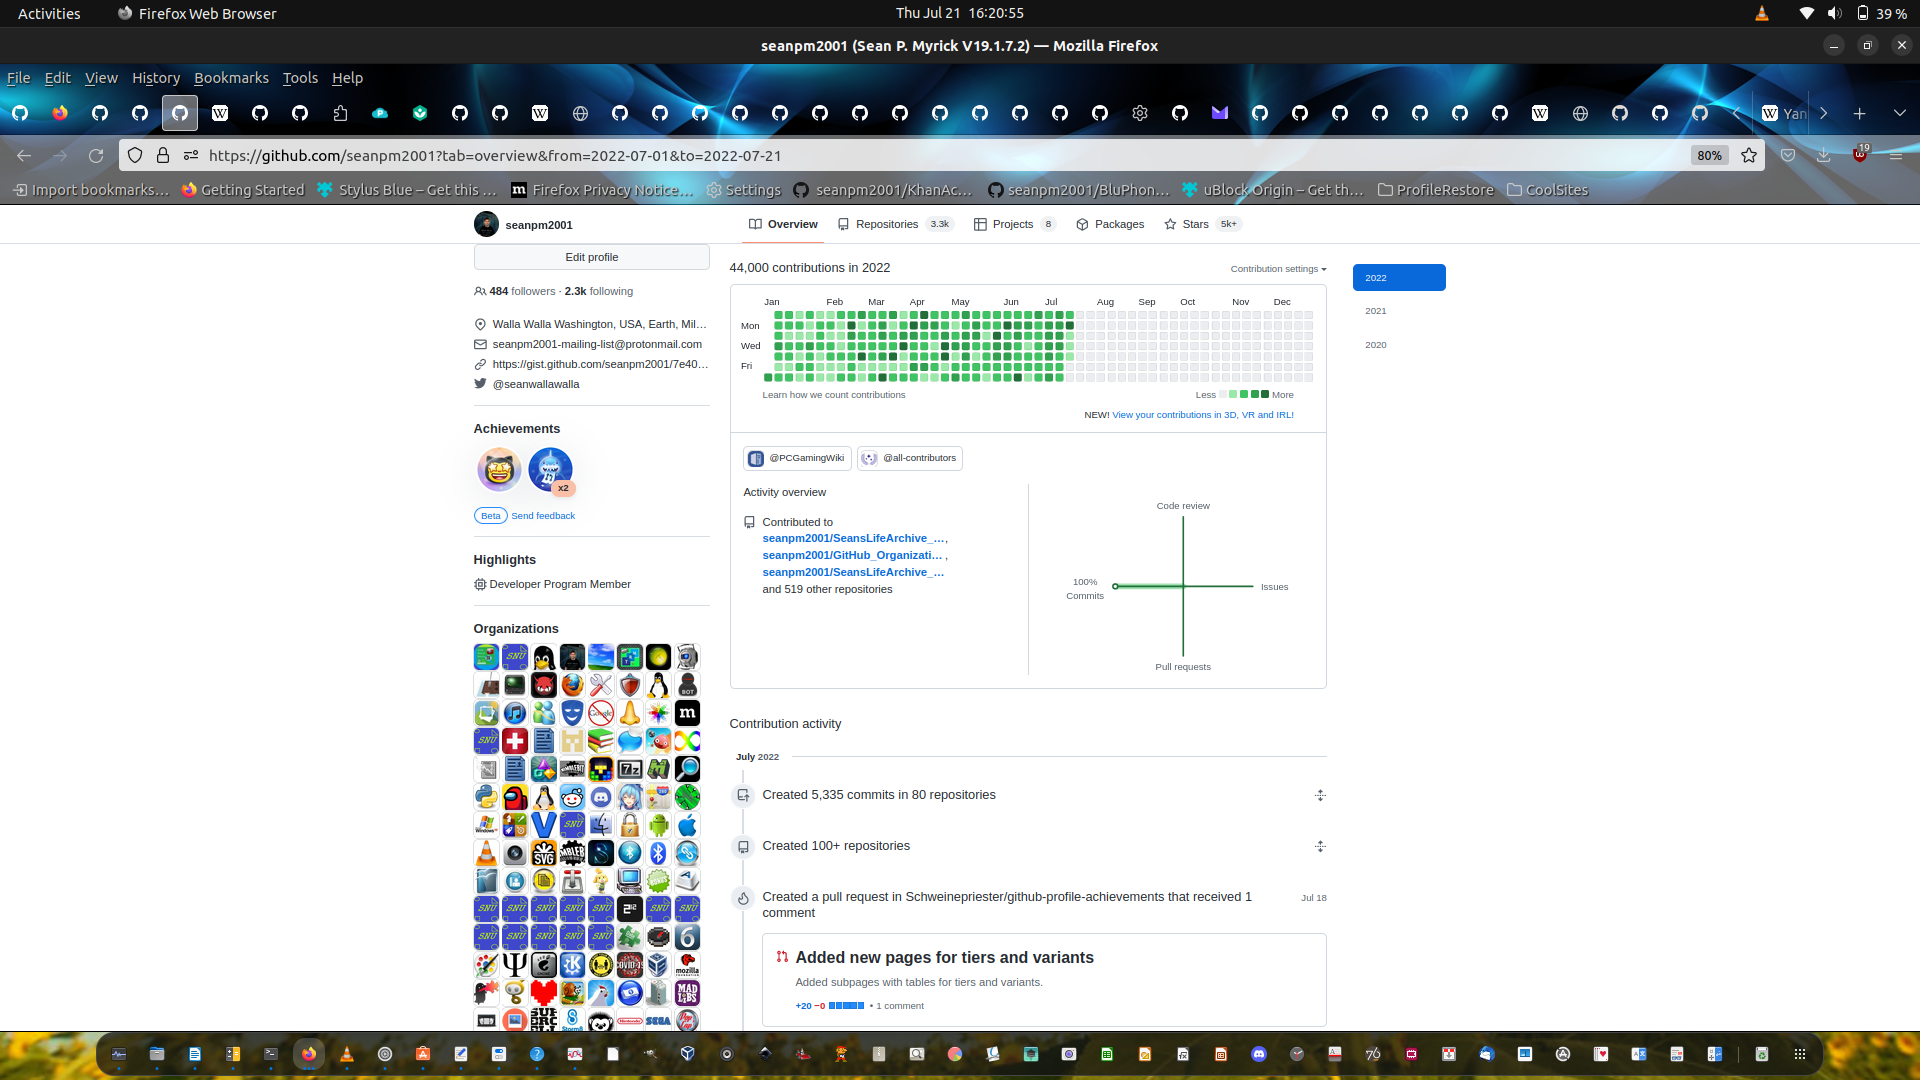 Activities
Firefox Web Browser
Thu Jul 21  16:20:55
39 %
seanpm2001 (Sean P. Myrick V19.1.7.2) — Mozilla Firefox
File Edit View History Bookmarks Tools Help
Yan
https://github.com/seanpm2001?tab=overview&from=2022-07-01&to=2022-07-21
80%
19
Import bookmarks…
Getting Started
Stylus Blue – Get this …
Firefox Privacy Notice…
Settings
seanpm2001/KhanAc…
seanpm2001/BluPhon…
uBlock Origin – Get th…
ProfileRestore
CoolSites
seanpm2001
Overview
Repositories 3.3k
Projects 8
Packages
Stars 5k+
Edit profile
484 followers · 2.3k following
Walla Walla Washington, USA, Earth, Mil…
seanpm2001-mailing-list@protonmail.com
https://gist.github.com/seanpm2001/7e40…
@seanwallawalla
Achievements
x2
Beta Send feedback
Highlights
Developer Program Member
Organizations
44,000 contributions in 2022
Contribution settings
2022
2021
2020
Jan Feb Mar Apr May Jun Jul Aug Sep Oct Nov Dec
Mon
Wed
Fri
Learn how we count contributions
Less More
NEW! View your contributions in 3D, VR and IRL!
@PCGamingWiki
@all-contributors
Activity overview
Contributed to
seanpm2001/SeansLifeArchive_…,
seanpm2001/GitHub_Organizati… ,
seanpm2001/SeansLifeArchive_…
and 519 other repositories
Code review
100%
Commits
Issues
Pull requests
Contribution activity
July 2022
Created 5,335 commits in 80 repositories
Created 100+ repositories
Created a pull request in Schweinepriester/github-profile-achievements that received 1
comment
Jul 18
Added new pages for tiers and variants
Added subpages with tables for tiers and variants.
+20 −0 • 1 comment